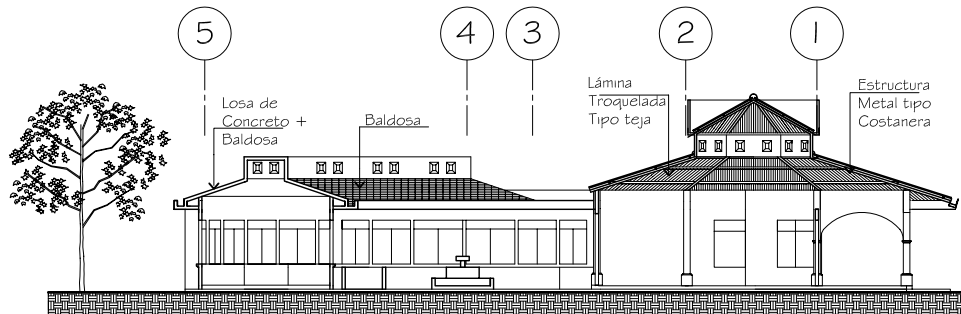 5
4
3
2
1
Losa de
Concreto +
Baldosa
Baldosa
Lámina
Troquelada
Tipo teja
Estructura
Metal tipo
Costanera